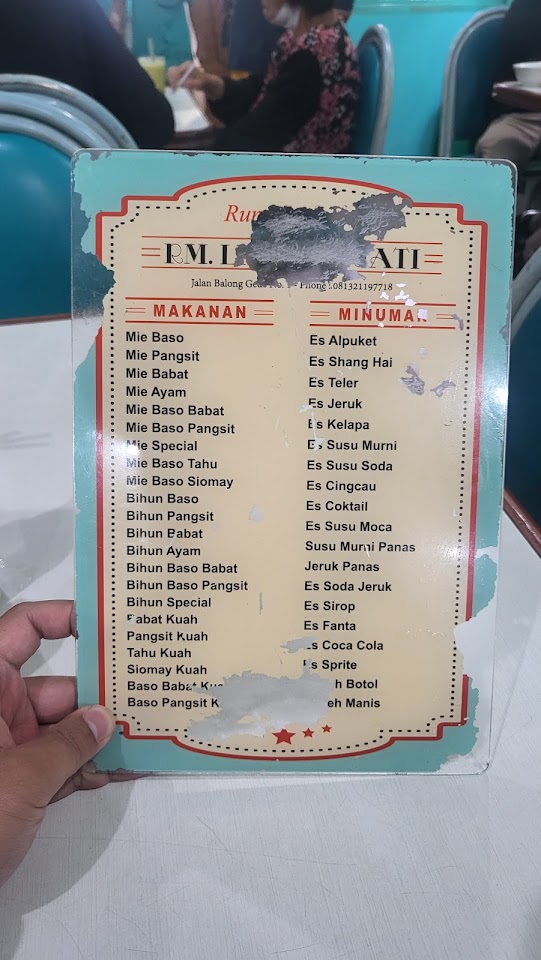 RM.
ATI
Jalan Balong Phone : 081321197718
MAKANAN
Mie Baso
Mie Pangsit
Mie Babat
Mie Ayam
Mie Baso Babat
Mie Baso Pangsit
Mie Special
Mie Baso Tahu
Mie Baso Siomay
Bihun Baso
Bihun Pangsit
Bihun Babat
Bihun Ayam
Bihun Baso Babat
Bihun Baso Pangsit
Bihun Special
Babat Kuah
Pangsit Kuah
Tahu Kuah
Siomay Kuah
Baso Babat
Baso Pangsit
MINUMAN
Es Alpuket
Es Shang Hai
Es Teler
Es Jeruk
Es Kelapa
Es Susu Murni
Es Susu Soda
Es Cingcau
Es Coktail
Es Susu Moca
Susu Murni Panas
Jeruk Panas
Es Soda Jeruk
Es Sirop
Es Fanta
Es Coca Cola
Es Sprite
Botol
Manis